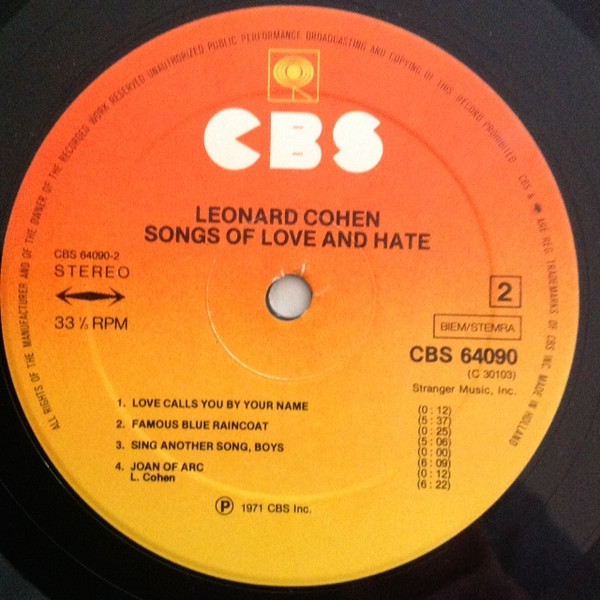 ALL RIGHTS OF THE MANUFACTURER AND OF THE OWNER OF THE RECORDED WORK RESERVED UNAUTHORIZED PUBLIC PERFORMANCE BROADCASTING AND COPYING OF THIS RECORD PROHIBITED - CBS & ARE REG. TRADEMARKS OF CBS INC. MADE IN HOLLAND
CBS
LEONARD COHEN
SONGS OF LOVE AND HATE
CBS 64090-2
STEREO
33⅓ RPM
2
BIEM/STEMRA
CBS 64090
(C 30103)
Stranger Music, Inc.
1. LOVE CALLS YOU BY YOUR NAME
2. FAMOUS BLUE RAINCOAT
3. SING ANOTHER SONG, BOYS
4. JOAN OF ARC
L. Cohen
(0 : 12)
(5 : 37)
(0 : 25)
(5 : 06)
(0 : 00)
(6 : 09)
(0 : 12)
(6 : 22)
Ⓟ 1971 CBS Inc.